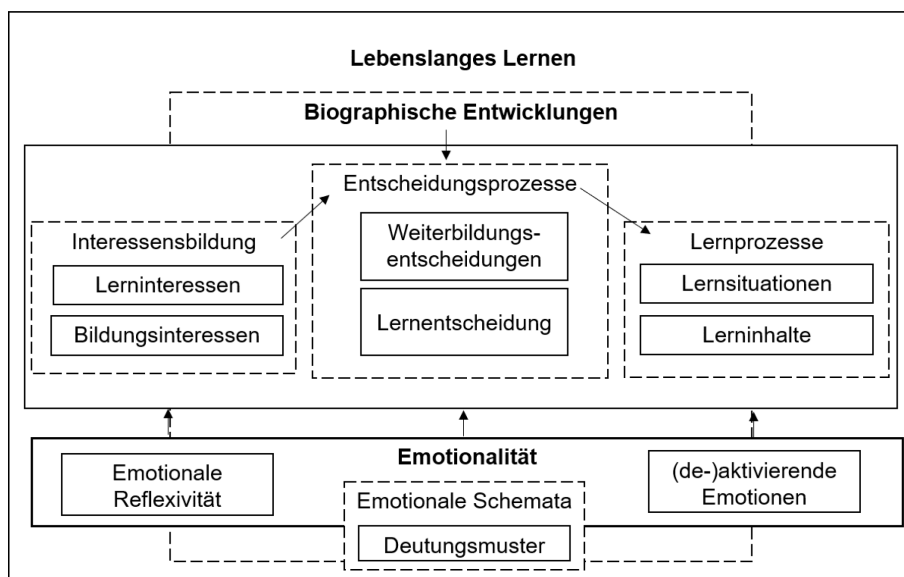 Lebenslanges Lernen
Biographische Entwicklungen
Entscheidungsprozesse
Weiterbildungs-
entscheidungen
Lernentscheidung
Interessensbildung
Lerninteressen
Bildungsinteressen
Lernprozesse
Lernsituationen
Lerninhalte
Emotionalität
Emotionale
Reflexivität
Emotionale Schemata
Deutungsmuster
(de-)aktivierende
Emotionen